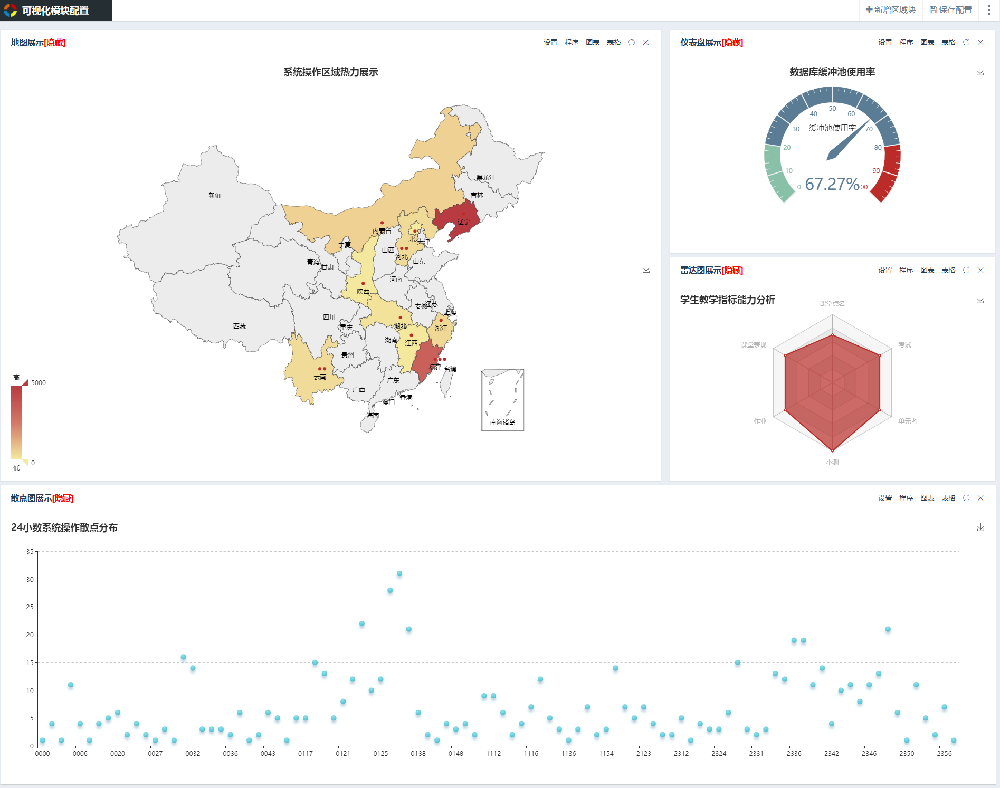 可视化模块配置
新增区域块 保存配置
地图展示[隐藏] 设置 程序 图表 表格
系统操作区域热力展示
黑龙江
吉林
新疆
辽宁
内蒙古
北京
天津
宁夏
山西
河北
青海
甘肃
山东
河南
陕西
安徽
江苏
上海
四川
西藏
重庆
湖北
浙江
湖南
江西
贵州
福建
台湾
云南
广东
广西
香港
澳门
海南
南海诸岛
高
5000
0
低
仪表盘展示[隐藏] 设置 程序 图表 表格
数据库缓冲池使用率
0 10 20 30 40 50 60 70 80 90 00
缓冲池使用率
67.27%
雷达图展示[隐藏] 设置 程序 图表 表格
学生教学指标能力分析
课堂点名
课堂表现
考试
作业
单元考
小测
散点图展示[隐藏] 设置 程序 图表 表格
24小数系统操作散点分布
35
30
25
20
15
10
5
0
0000 0006 0020 0027 0032 0036 0043 0117 0121 0125 0138 0148 1112 1116 1136 1154 2123 2312 2324 2331 2336 2342 2346 2350 2356